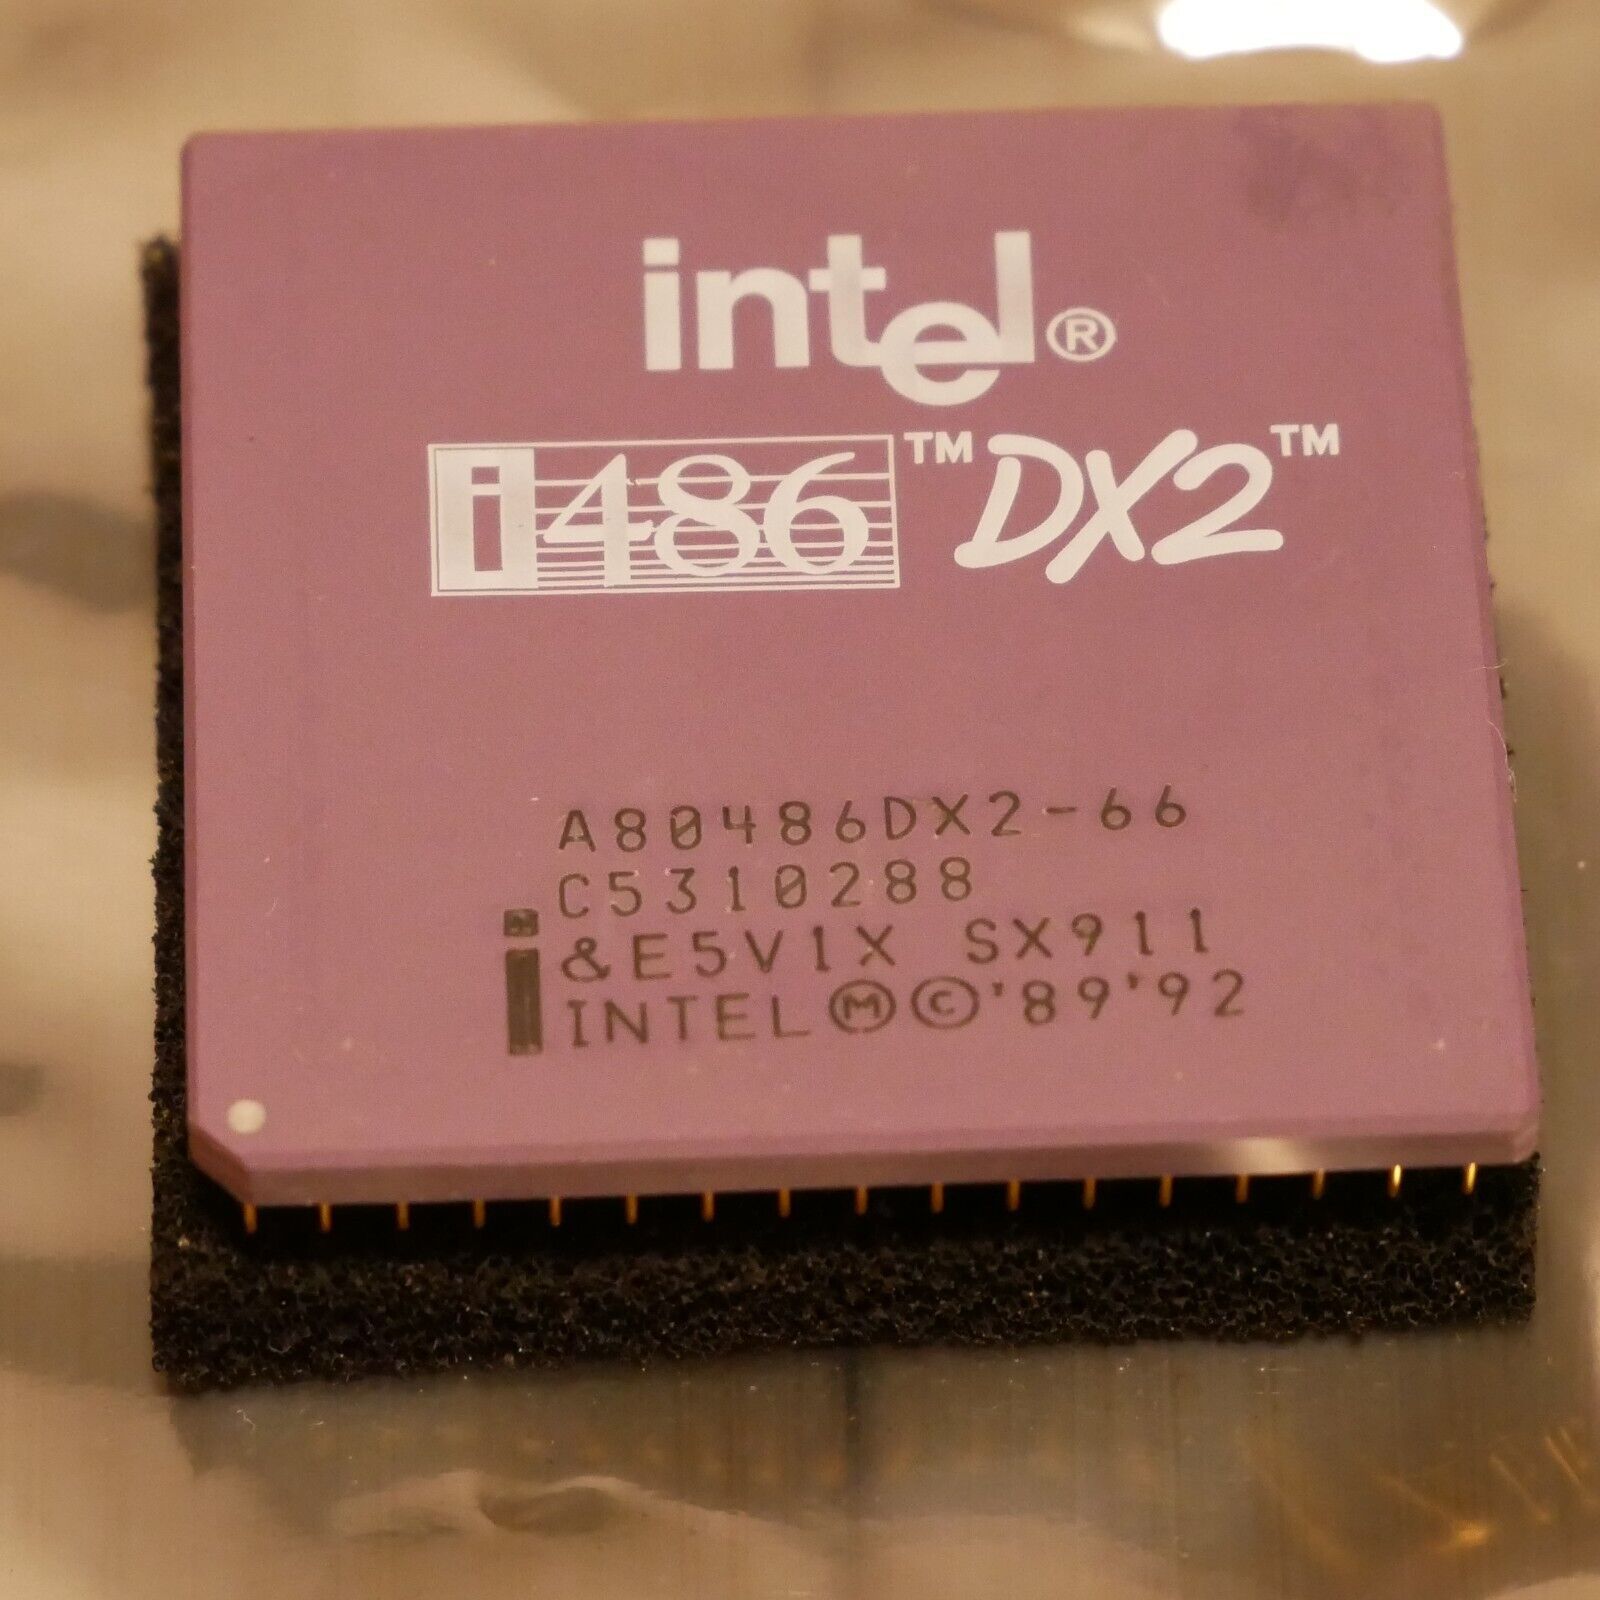 intel®
i486™ DX2™
A80486DX2-66
C5310288
&E5V1X SX911
INTEL Ⓜ © '89 '92